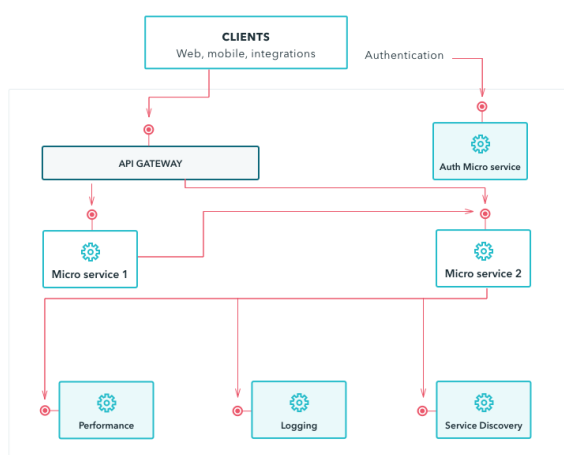 CLIENTS
Web, mobile, integrations
Authentication
API GATEWAY
Auth Micro service
Micro service 1
Micro service 2
Performance
Logging
Service Discovery